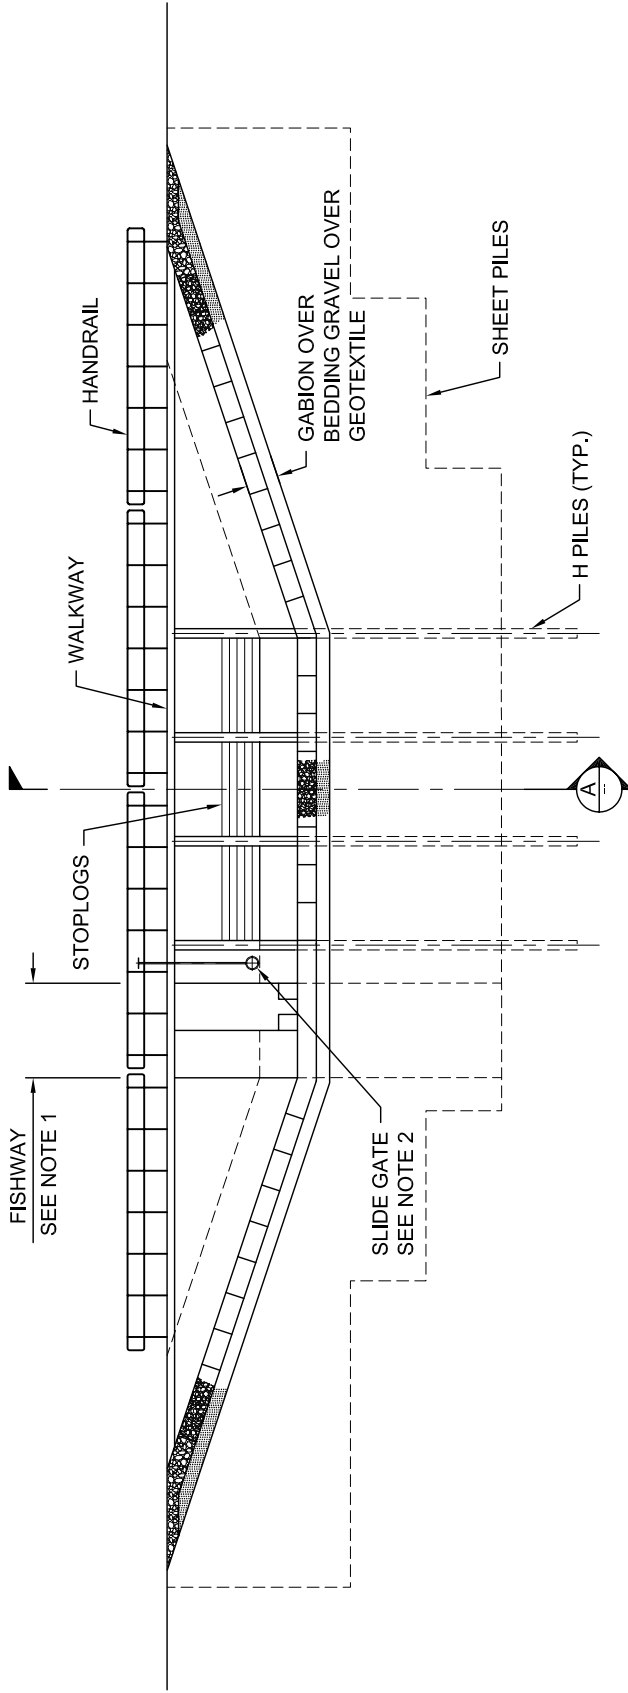 FISHWAY
SEE NOTE 1
STOPLOGS
WALKWAY
HANDRAIL
SLIDE GATE
SEE NOTE 2
GABION OVER
BEDDING GRAVEL OVER
GEOTEXTILE
SHEET PILES
H PILES (TYP.)
A
--